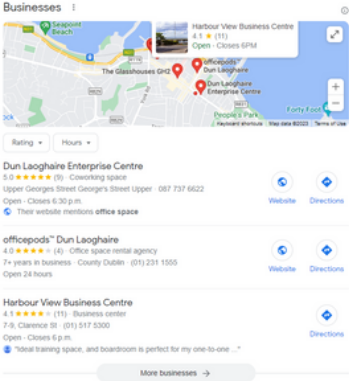 Businesses
Seapoint
Beach
Harbour View Business Centre
4.1 ★ (11)
Open · Closes 6PM
The Glasshouses GH2
officepods
Dun Laoghaire
Dun Laoghaire
Enterprise Centre
People's Park
Forty Foot
Keyboard shortcuts Map data ©2023 Terms of Use
Rating
Hours
Dun Laoghaire Enterprise Centre
5.0 ★★★★★ (9) · Coworking space
Upper Georges Street George's Street Upper · 087 737 6622
Open · Closes 6:30 p.m.
Their website mentions office space
Website
Directions
officepods™ Dun Laoghaire
4.0 ★★★★★ (4) · Office space rental agency
7+ years in business · County Dublin · (01) 231 1555
Open 24 hours
Website
Directions
Harbour View Business Centre
4.1 ★★★★★ (11) · Business center
7-9, Clarence St · (01) 517 5300
Open · Closes 6 p.m.
"Ideal training space, and boardroom is perfect for my one-to-one ..."
Directions
More businesses →